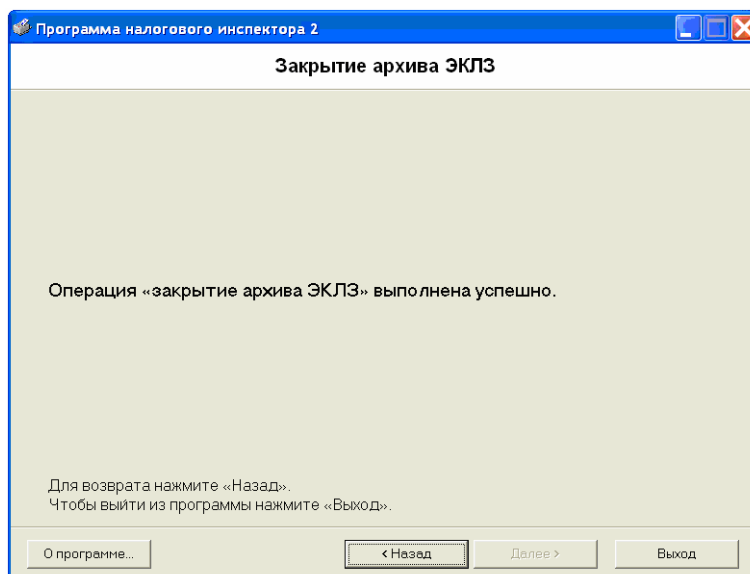 Программа налогового инспектора 2
Закрытие архива ЭКЛЗ
Операция «закрытие архива ЭКЛЗ» выполнена успешно.
Для возврата нажмите «Назад».
Чтобы выйти из программы нажмите «Выход».
О программе... < Назад Далее > Выход